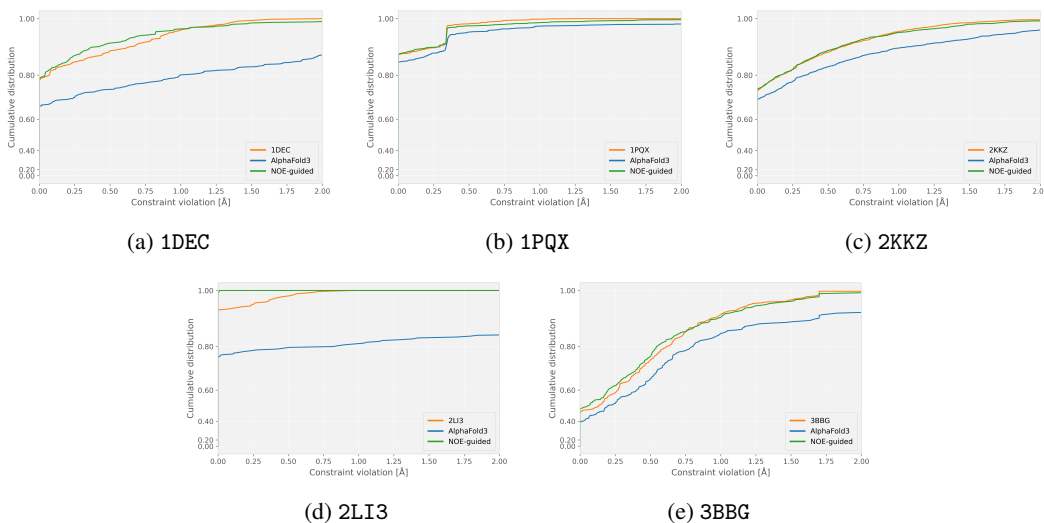 1.00
0.80
0.60
0.40
0.20
0.00
Cumulative distribution
1DEC
AlphaFold3
NOE-guided
0.00 0.25 0.50 0.75 1.00 1.25 1.50 1.75 2.00
Constraint violation [Å]
(a) 1DEC
1.00
0.80
0.60
0.40
0.20
0.00
Cumulative distribution
1PQX
AlphaFold3
NOE-guided
0.00 0.25 0.50 0.75 1.00 1.25 1.50 1.75 2.00
Constraint violation [Å]
(b) 1PQX
1.00
0.80
0.60
0.40
0.20
0.00
Cumulative distribution
2KKZ
AlphaFold3
NOE-guided
0.00 0.25 0.50 0.75 1.00 1.25 1.50 1.75 2.00
Constraint violation [Å]
(c) 2KKZ
1.00
0.80
0.60
0.40
0.20
0.00
Cumulative distribution
2LI3
AlphaFold3
NOE-guided
0.00 0.25 0.50 0.75 1.00 1.25 1.50 1.75 2.00
Constraint violation [Å]
(d) 2LI3
1.00
0.80
0.60
0.40
0.20
0.00
Cumulative distribution
3BBG
AlphaFold3
NOE-guided
0.00 0.25 0.50 0.75 1.00 1.25 1.50 1.75 2.00
Constraint violation [Å]
(e) 3BBG